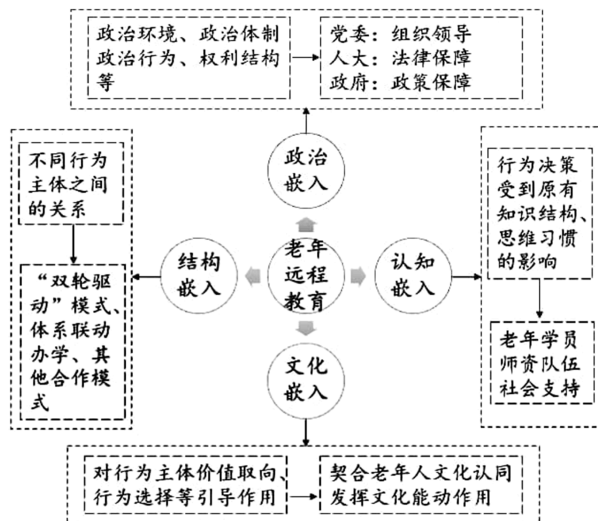 政治环境、政治体制
政治行为、权利结构
等
党委：组织领导
人大：法律保障
政府：政策保障
政治
嵌入
不同行为
主体之间
的关系
“双轮驱
动”模式、
体系联动
办学、其
他合作模
式
结构
嵌入
老年
远程
教育
认知
嵌入
行为决策
受到原有
知识结构、
思维习惯
的影响
老年学员
师资队伍
社会支持
文化
嵌入
对行为主体价值取向、
行为选择等引导作用
契合老年人文化认同
发挥文化能动作用